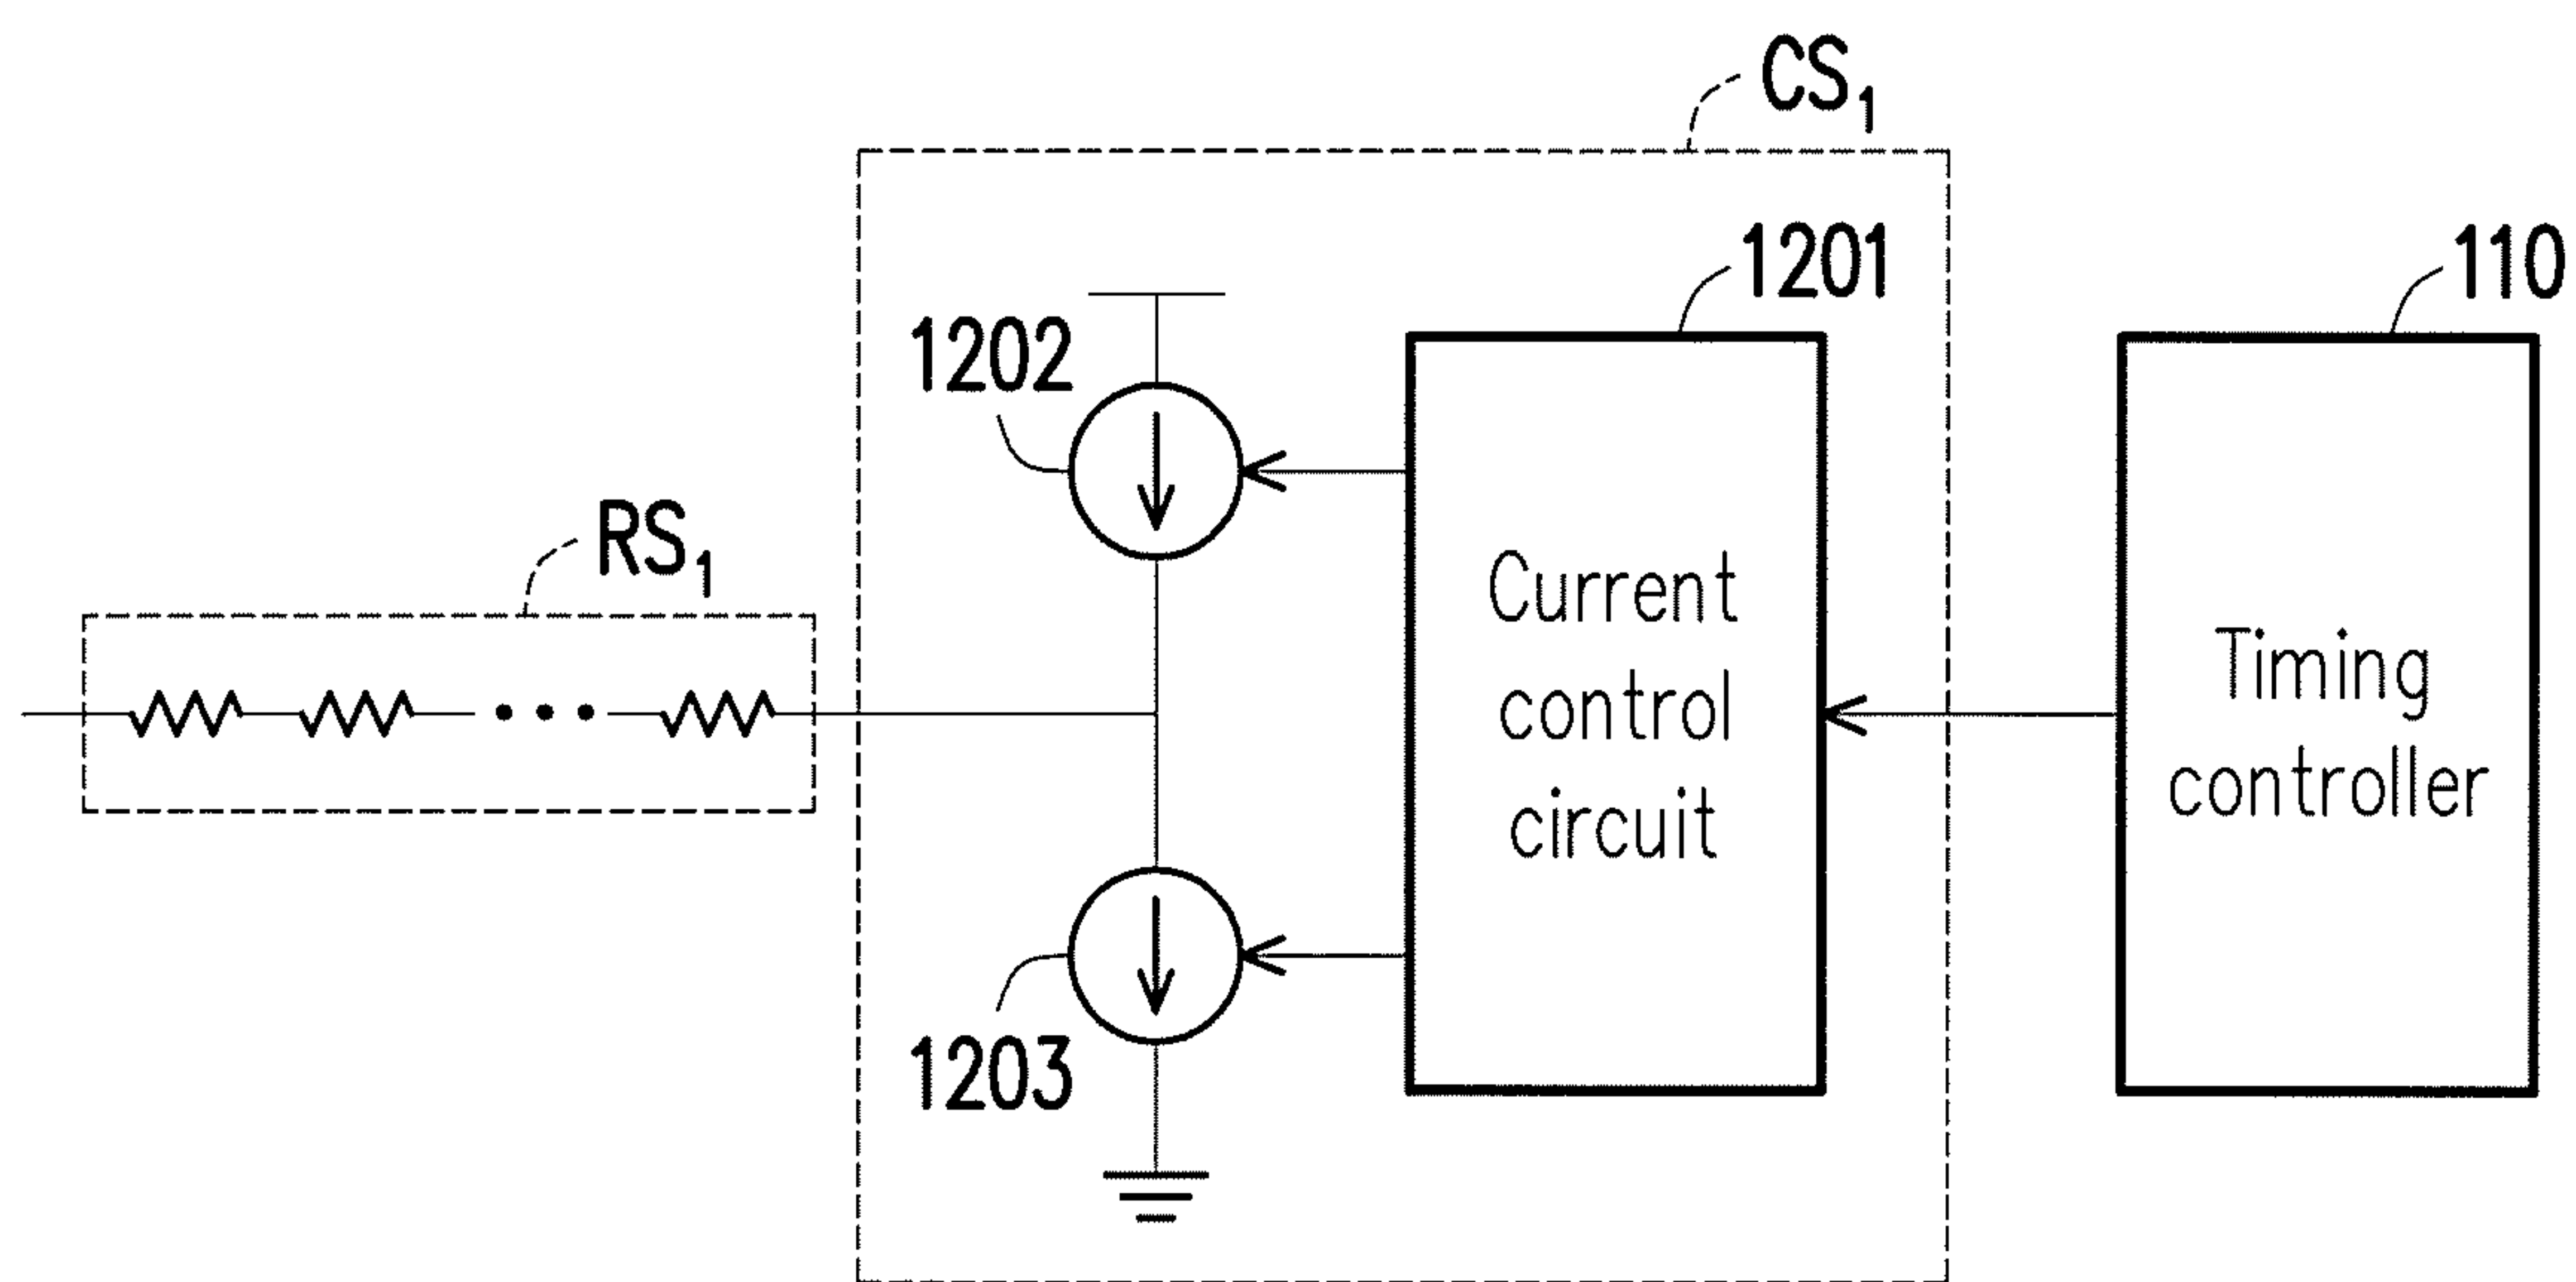 CS1
1201
110
1202
RS1
Current
control
circuit
Timing
controller
1203